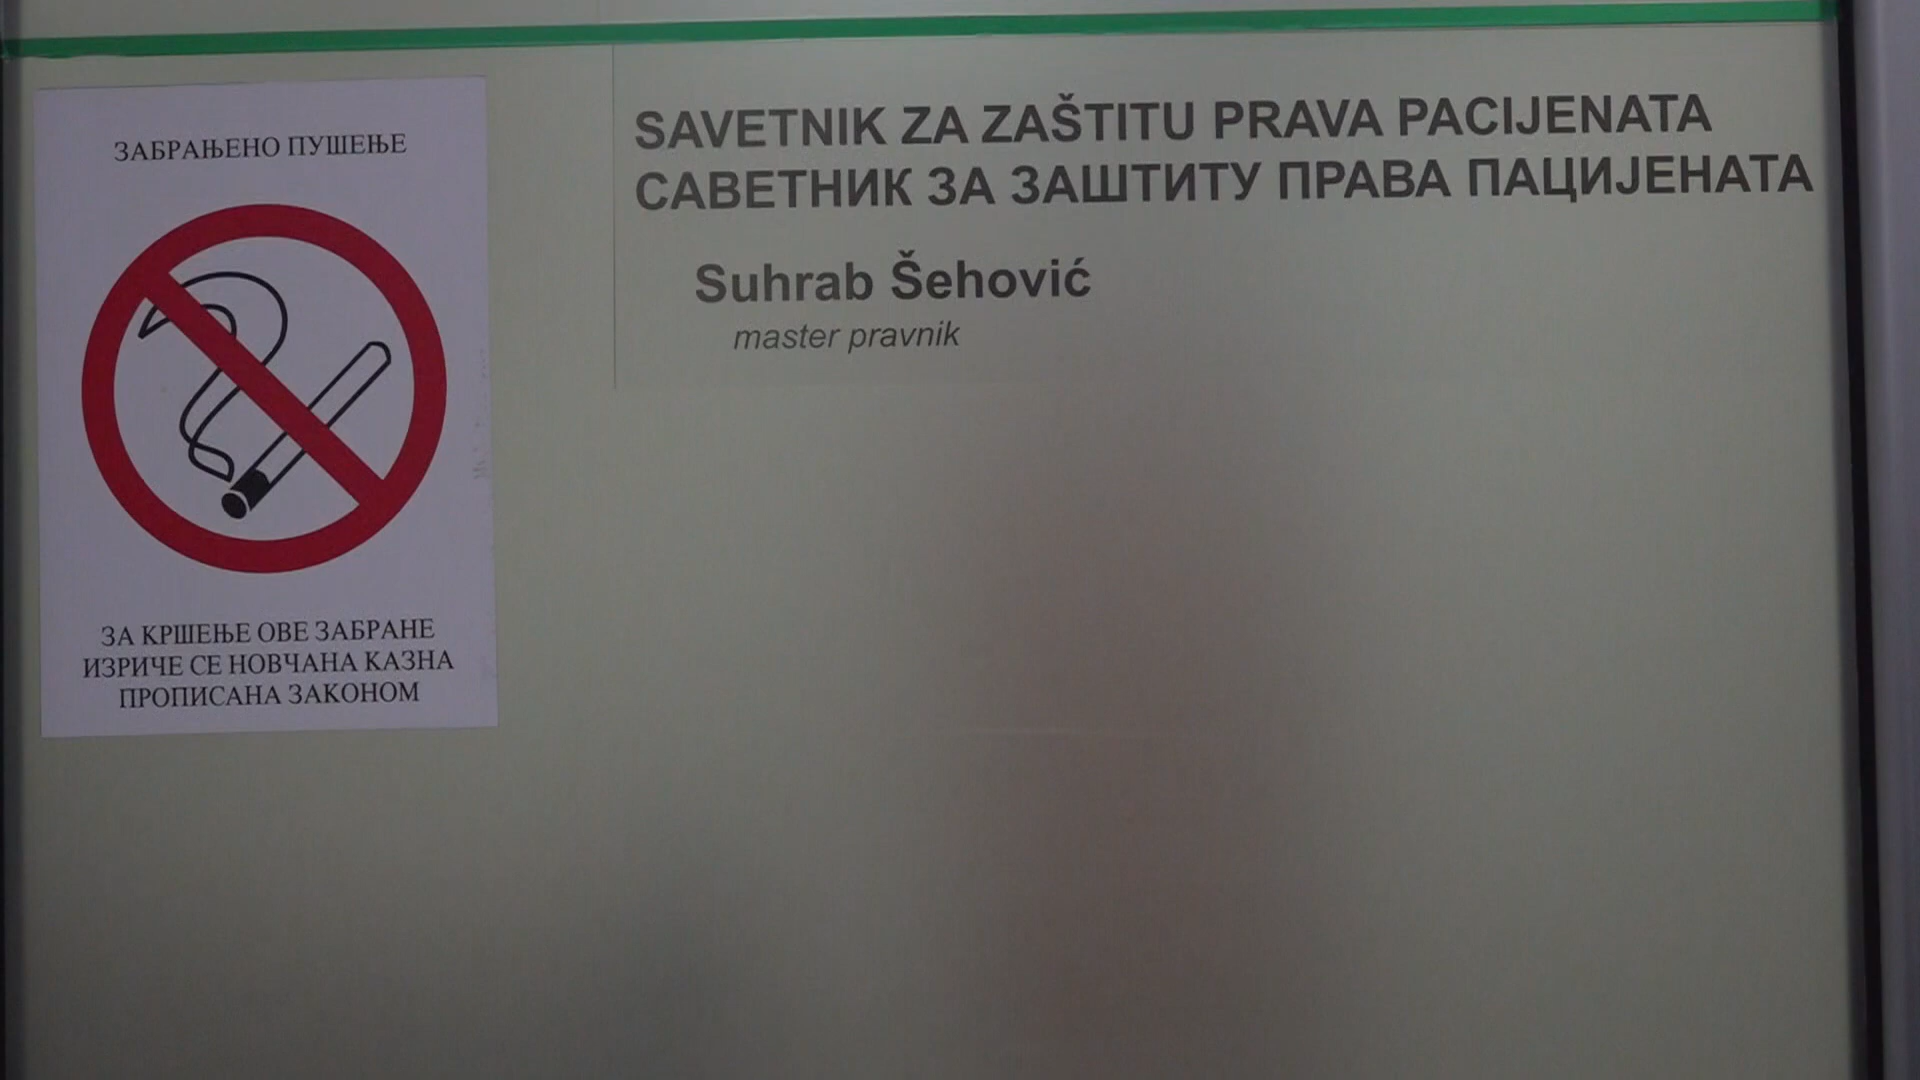 ЗАБРАЊЕНО ПУШЕЊЕ
ЗА КРШЕЊЕ ОВЕ ЗАБРАНЕ
ИЗРИЧЕ СЕ НОВЧАНА КАЗНА
ПРОПИСАНА ЗАКОНОМ
SAVETNIK ZA ZAŠTITU PRAVA PACIJENATA
САВЕТНИК ЗА ЗАШТИТУ ПРАВА ПАЦИЈЕНАТА
Suhrab Šehović
master pravnik